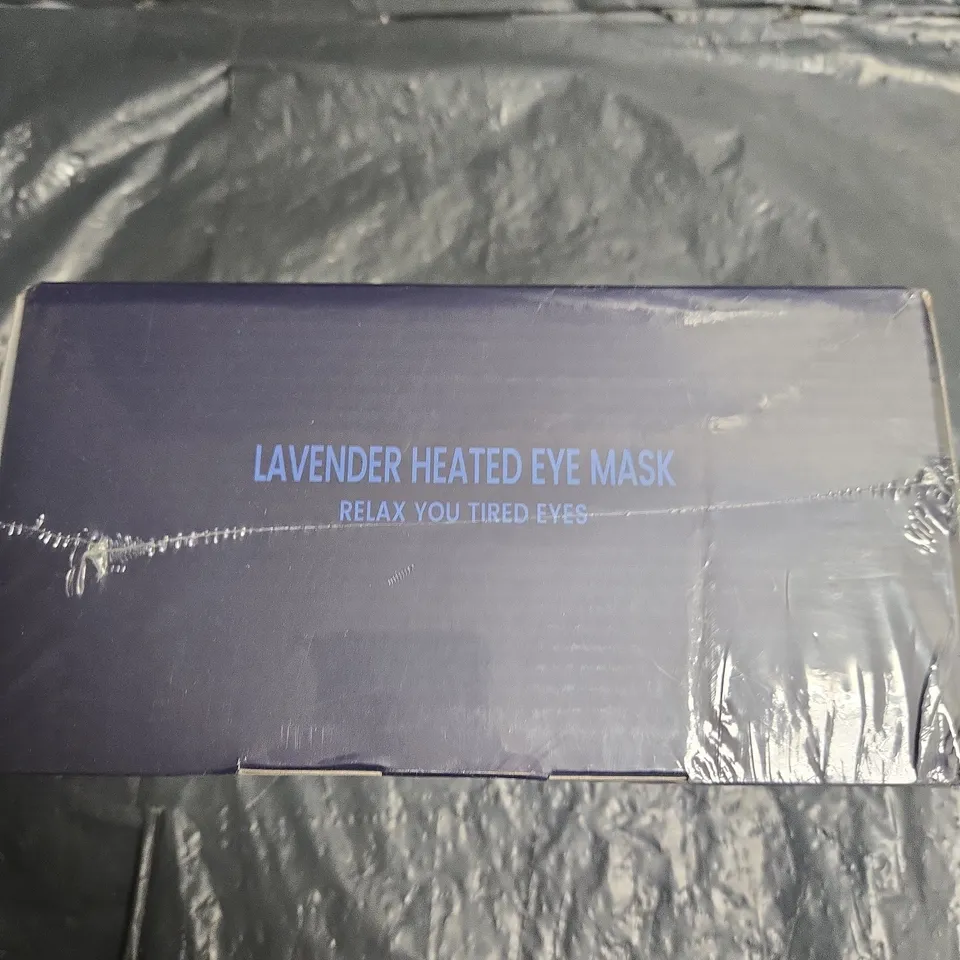 LAVENDER HEATED EYE MASK
RELAX YOU TIRED EYES